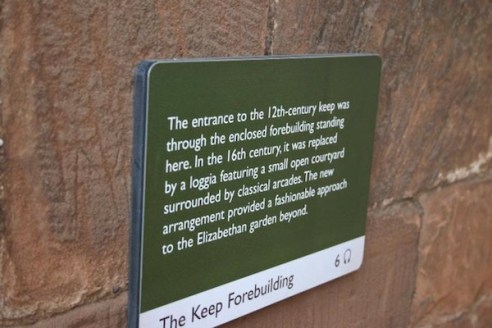 The entrance to the 12th-century keep was
through the enclosed forebuilding standing
here. In the 16th century, it was replaced
by a loggia featuring a small open courtyard
surrounded by classical arcades. The new
arrangement provided a fashionable approach
to the Elizabethan garden beyond.
6
The Keep Forebuilding